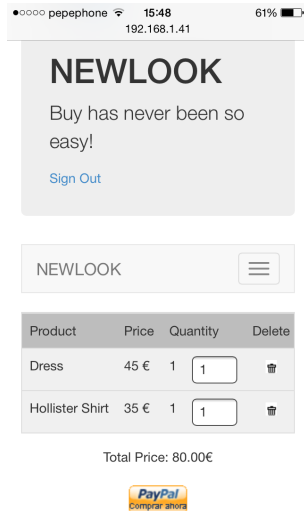 pepephone 15:48 61%
192.168.1.41
NEWLOOK
Buy has never been so
easy!
Sign Out
NEWLOOK
Product Price Quantity Delete
Dress 45 € 1 1
Hollister Shirt 35 € 1 1
Total Price: 80.00€
PayPal
Comprar ahora